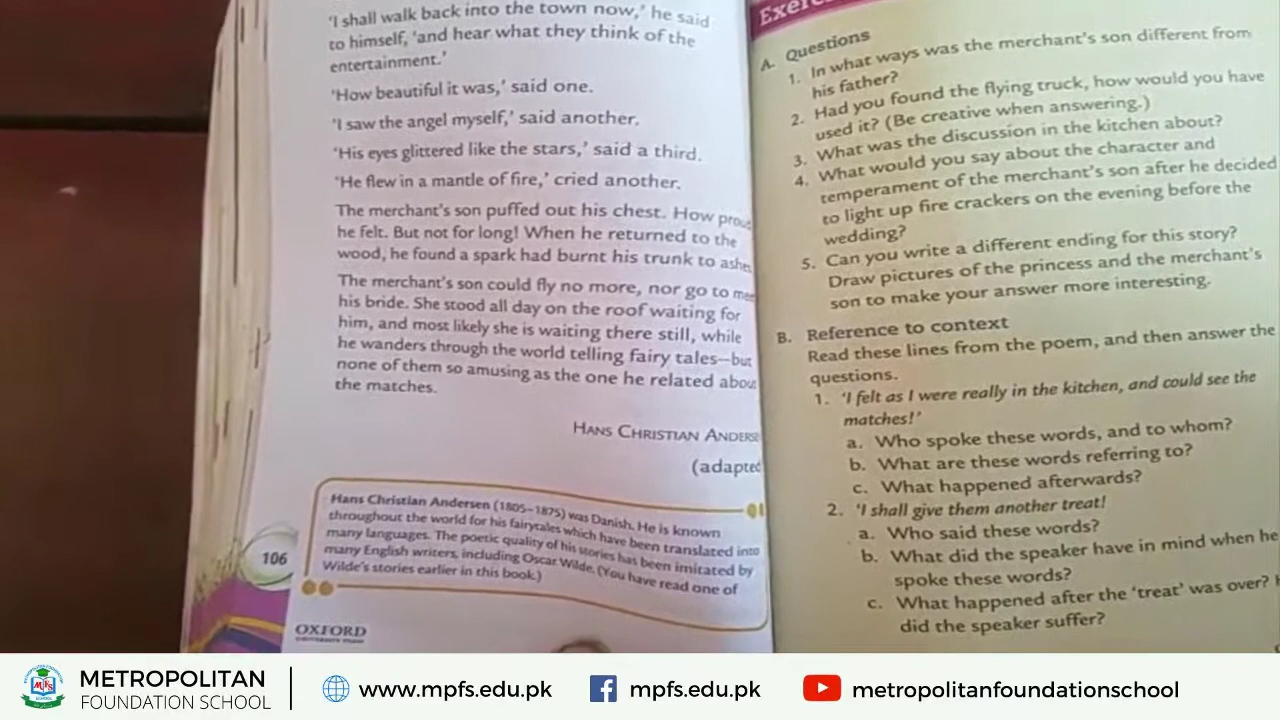 'I shall walk back into the town now,' he said
to himself, 'and hear what they think of the
entertainment.'
'How beautiful it was,' said one.
'I saw the angel myself,' said another.
'His eyes glittered like the stars,' said a third.
'He flew in a mantle of fire,' cried another.
The merchant's son puffed out his chest. How prou
he felt. But not for long! When he returned to the
wood, he found a spark had burnt his trunk to ashe
The merchant's son could fly no more, nor go to mee
his bride. She stood all day on the roof waiting for
him, and most likely she is waiting there still, while
he wanders through the world telling fairy tales—but
none of them so amusing as the one he related about
the matches.
HANS CHRISTIAN ANDERSE
(adapted
Hans Christian Andersen (1805–1875) was Danish. He is known
throughout the world for his fairytales which have been translated into
many languages. The poetic quality of his stories has been imitated by
many English writers, including Oscar Wilde. (You have read one of
Wilde's stories earlier in this book.)
106
OXFORD
UNIVERSITY PRESS
Exerc
A. Questions
1. In what ways was the merchant's son different from
his father?
2. Had you found the flying truck, how would you have
used it? (Be creative when answering.)
3. What was the discussion in the kitchen about?
4. What would you say about the character and
temperament of the merchant's son after he decided
to light up fire crackers on the evening before the
wedding?
5. Can you write a different ending for this story?
Draw pictures of the princess and the merchant's
son to make your answer more interesting.
B. Reference to context
Read these lines from the poem, and then answer the
questions.
1. 'I felt as I were really in the kitchen, and could see the
matches!'
a. Who spoke these words, and to whom?
b. What are these words referring to?
c. What happened afterwards?
2. 'I shall give them another treat!
a. Who said these words?
b. What did the speaker have in mind when he
spoke these words?
c. What happened after the 'treat' was over? H
did the speaker suffer?
METROPOLITAN
FOUNDATION SCHOOL
www.mpfs.edu.pk
mpfs.edu.pk
metropolitanfoundationschool